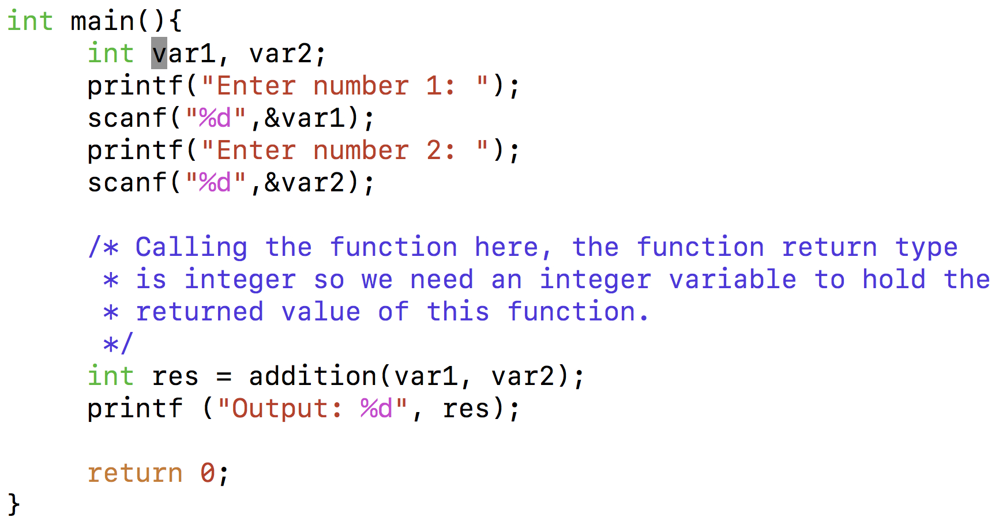 int main(){
     int var1, var2;
     printf("Enter number 1: ");
     scanf("%d",&var1);
     printf("Enter number 2: ");
     scanf("%d",&var2);

     /* Calling the function here, the function return type
      * is integer so we need an integer variable to hold the
      * returned value of this function.
      */
     int res = addition(var1, var2);
     printf ("Output: %d", res);

     return 0;
}